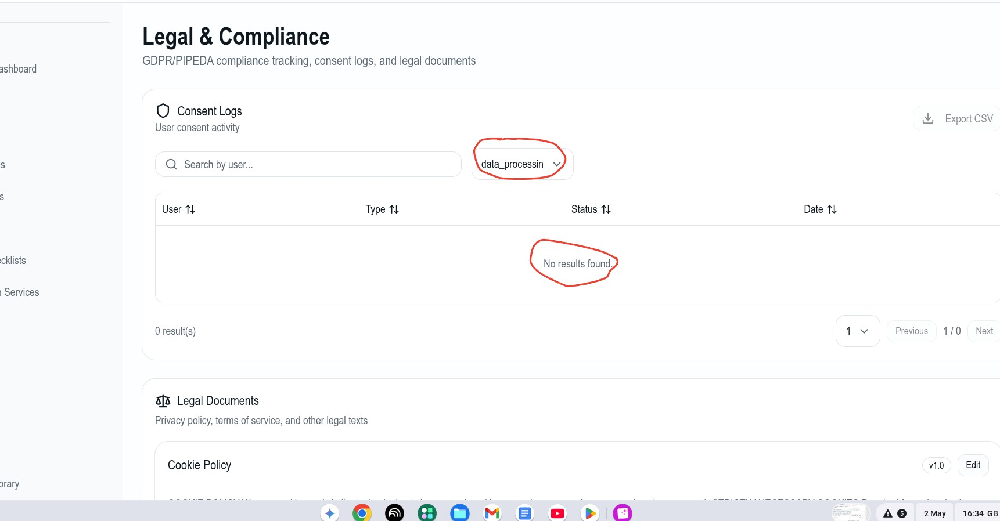 Legal & Compliance
GDPR/PIPEDA compliance tracking, consent logs, and legal documents
ashboard
Consent Logs
User consent activity
Export CSV
Search by user...
data_processin
s
User
Type
Status
Date
s
No results found.
ecklists
n Services
0 result(s)
1
Previous
1 / 0
Next
Legal Documents
Privacy policy, terms of service, and other legal texts
Cookie Policy
v1.0
Edit
brary
5
2 May
16:34 GB